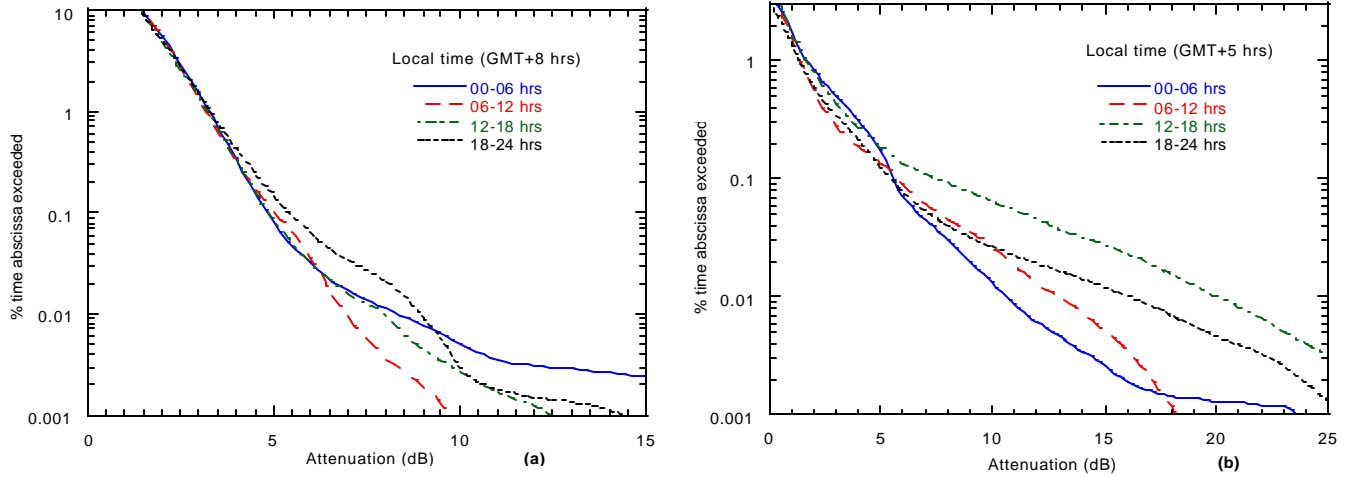 % time abscissa exceeded
10
1
0.1
0.01
0.001
Local time (GMT+8 hrs)
00-06 hrs
06-12 hrs
12-18 hrs
18-24 hrs
0 5 10 15
Attenuation (dB) (a)
% time abscissa exceeded
1
0.1
0.01
0.001
Local time (GMT+5 hrs)
00-06 hrs
06-12 hrs
12-18 hrs
18-24 hrs
0 5 10 15 20 25
Attenuation (dB) (b)